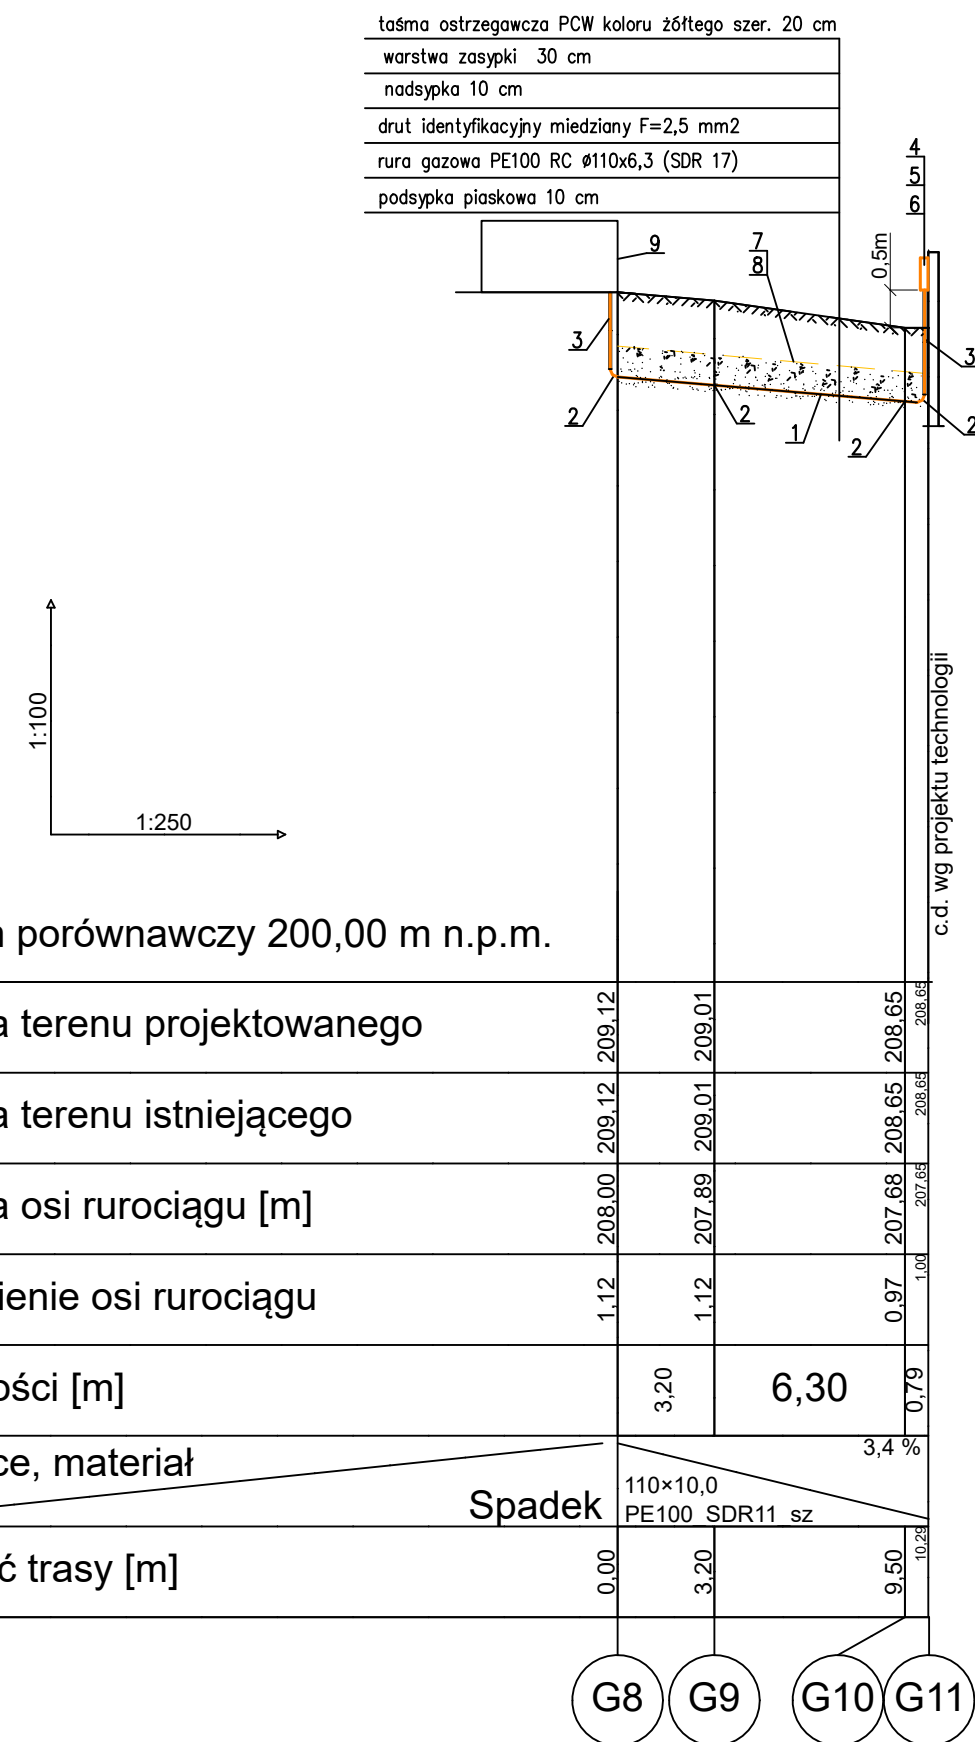 taśma ostrzegawcza PCW koloru żółtego szer. 20 cm
warstwa zasypki 30 cm
nadsypka 10 cm
drut identyfikacyjny miedziany F=2,5 mm2
rura gazowa PE100 RC ø110x6,3 (SDR 17)
podsypka piaskowa 10 cm
4
5
6
9
7
8
0,5m
3
3
2
2
1
2
2
1:100
1:250
c.d. wg projektu technologii
porównawczy 200,00 m n.p.m.
a terenu projektowanego
209,12
209,01
208,65
208,65
a terenu istniejącego
209,12
209,01
208,65
208,65
a osi rurociągu [m]
208,00
207,89
207,68
207,65
ienie osi rurociągu
1,12
1,12
0,97
1,00
ości [m]
3,20
6,30
0,79
ce, materiał
3,4 %
Spadek
110×10,0
PE100 SDR11 sz
ć trasy [m]
0,00
3,20
9,50
10,29
G8
G9
G10
G11